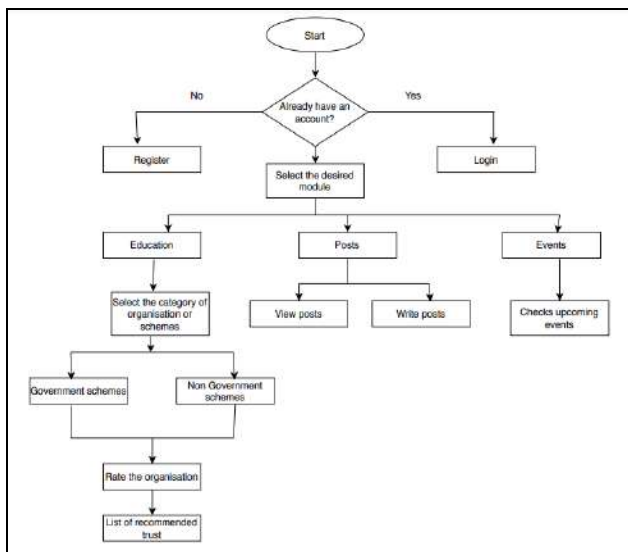 Start
No
Already have an
account?
Yes
Register
Login
Select the desired
module
Education
Posts
Events
Select the category of
organisation or
schemes
View posts
Write posts
Checks upcoming
events
Government schemes
Non Government
schemes
Rate the organisation
List of recommended
trust